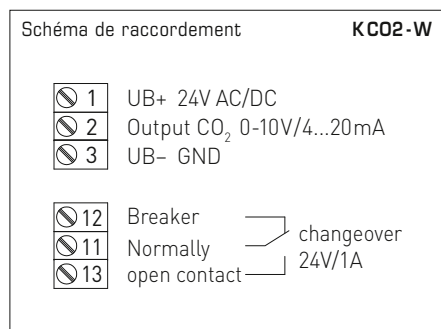 Schéma de raccordement KCO2-W
1 UB+ 24V AC/DC
2 Output CO2 0-10V/4...20mA
3 UB– GND
12 Breaker
11 Normally
13 open contact
changeover
24V/1A